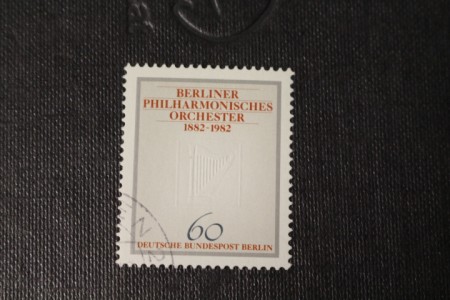 BERLINER
PHILHARMONISCHES
ORCHESTER
1882-1982
60
DEUTSCHE BUNDESPOST BERLIN